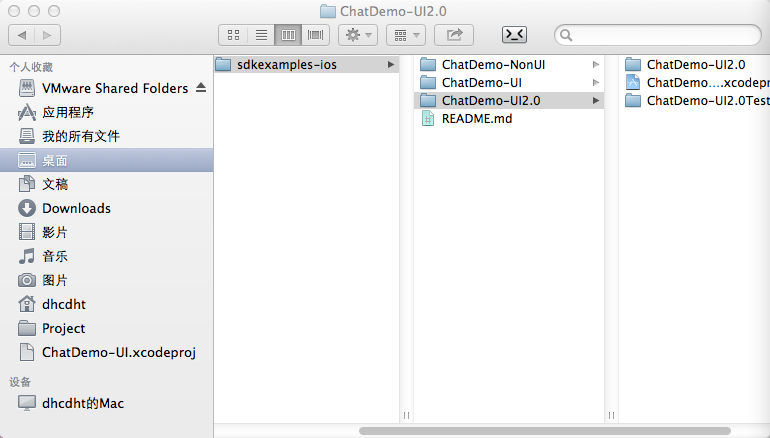 ChatDemo-UI2.0
个人收藏
VMware Shared Folders
应用程序
我的所有文件
桌面
文稿
Downloads
影片
音乐
图片
dhcdht
Project
ChatDemo-UI.xcodeproj
设备
dhcdht的Mac
sdkexamples-ios
ChatDemo-NonUI
ChatDemo-UI
ChatDemo-UI2.0
README.md
ChatDemo-UI2.0
ChatDemo....xcodeproj
ChatDemo-UI2.0Test